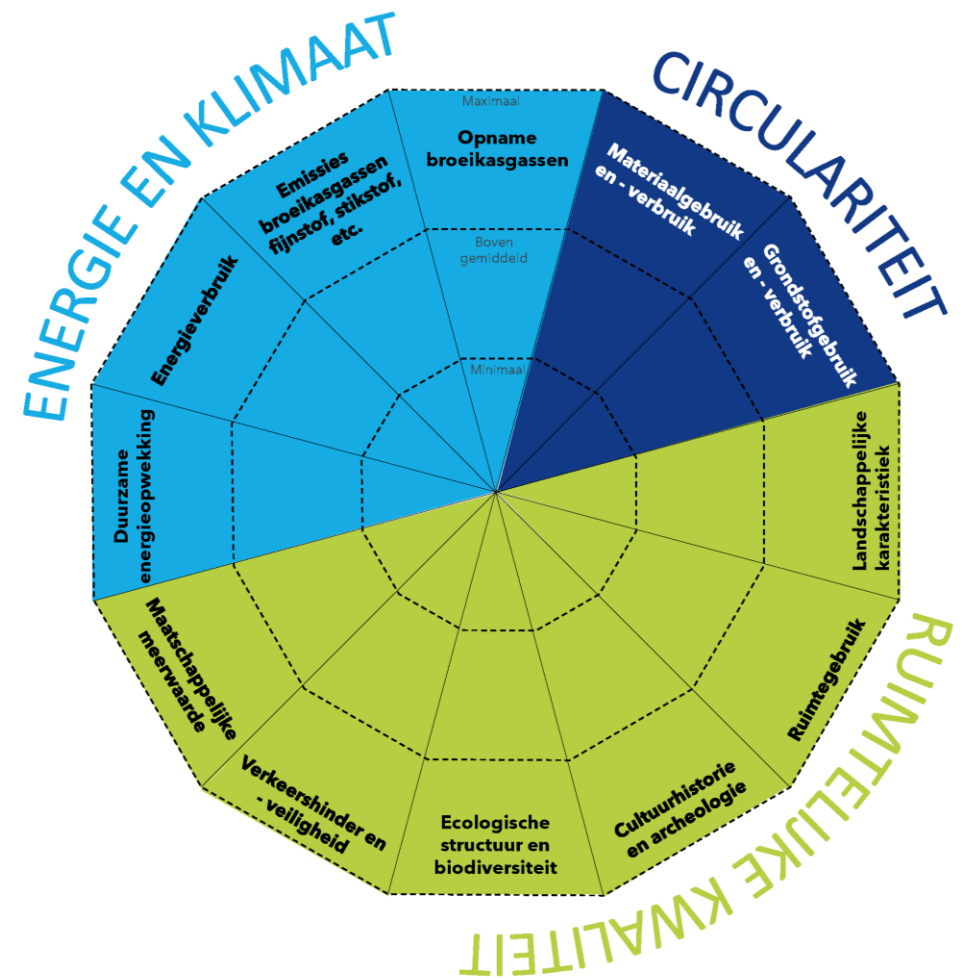 ENERGIE EN KLIMAAT
CIRCULARITEIT
RUIMTELIJKE KWALITEIT
Maximaal
Opname
broeikasgassen
Boven
gemiddeld
Minimaal
Materiaalgebruik
en - verbruik
Grondstofgebruik
en - verbruik
Landschappelijke
karakteristiek
Ruimtegebruik
Cultuurhistorie
en archeologie
Ecologische
structuur en
biodiversiteit
Verkeershinder en
- veiligheid
Maatschappelijke
meerwaarde
Duurzame
energieopwekking
Energieverbruik
Emissies
broeikasgassen
fijnstof, stikstof,
etc.